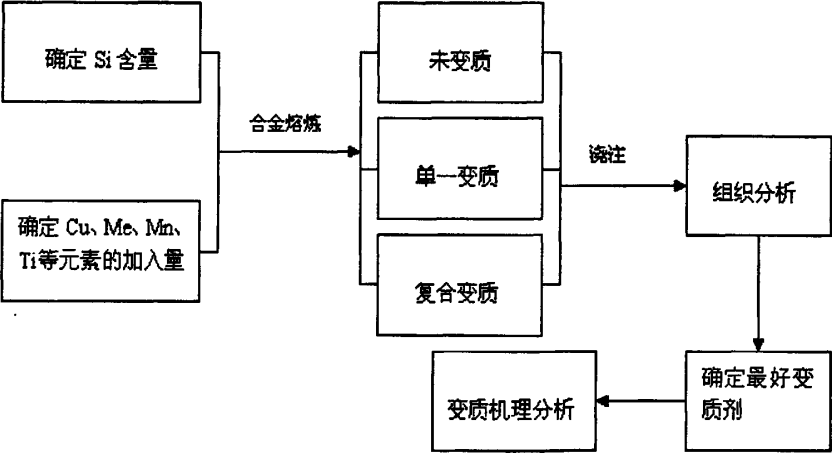 确定 Si 含量
未变质
合金熔炼
浇注
单一变质
组织分析
确定 Cu、Me、Mn、
Ti等元素的加入量
复合变质
确定最好变
质剂
变质机理分析